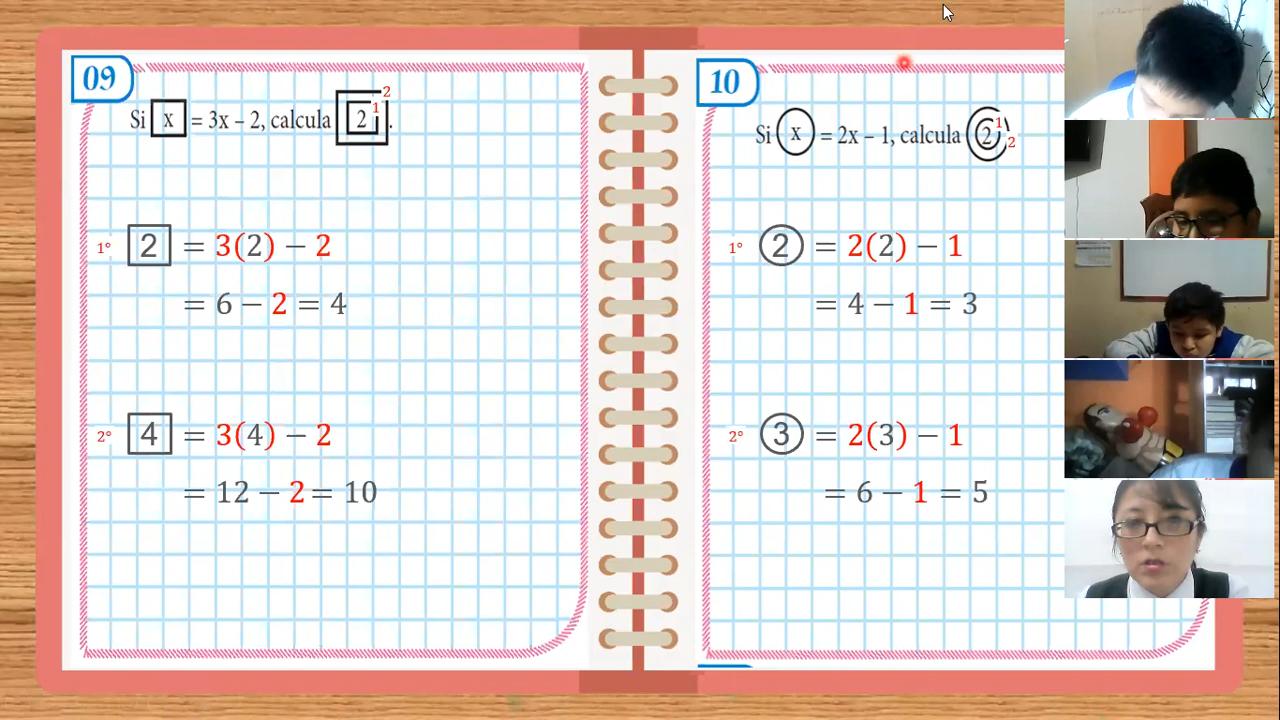 09
Si x = 3x – 2, calcula 2 1 2.
1° 2 = 3(2) − 2
= 6 − 2 = 4
2° 4 = 3(4) − 2
= 12 − 2 = 10
10
Si x = 2x – 1, calcula 2 1 2
1° 2 = 2(2) − 1
= 4 − 1 = 3
2° 3 = 2(3) − 1
= 6 − 1 = 5